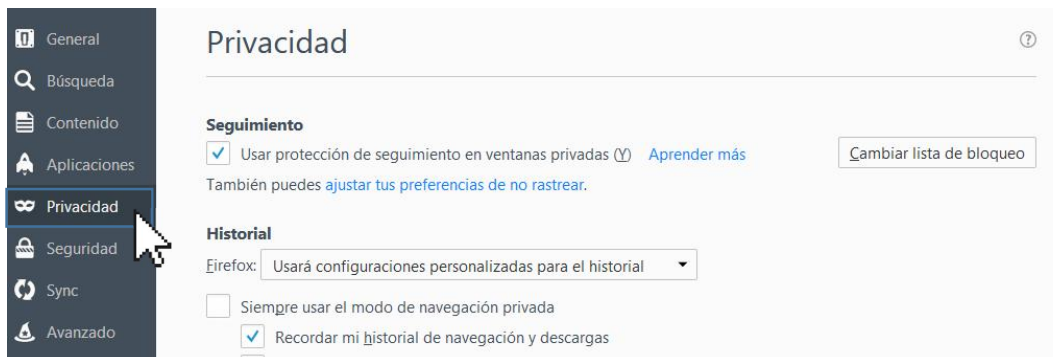 General
Búsqueda
Contenido
Aplicaciones
Privacidad
Seguridad
Sync
Avanzado
Privacidad
?
Seguimiento
Usar protección de seguimiento en ventanas privadas (Y) Aprender más
Cambiar lista de bloqueo
También puedes ajustar tus preferencias de no rastrear.
Historial
Firefox: Usará configuraciones personalizadas para el historial
Siempre usar el modo de navegación privada
Recordar mi historial de navegación y descargas